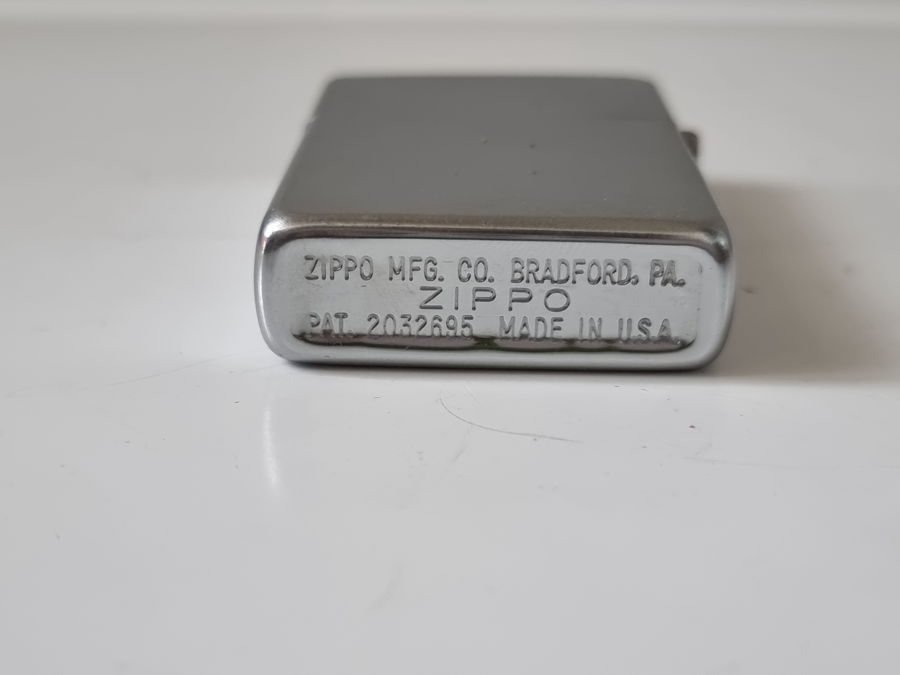 ZIPPO MFG. CO. BRADFORD. PA.
ZIPPO
PAT. 2032695 MADE IN U.S.A.